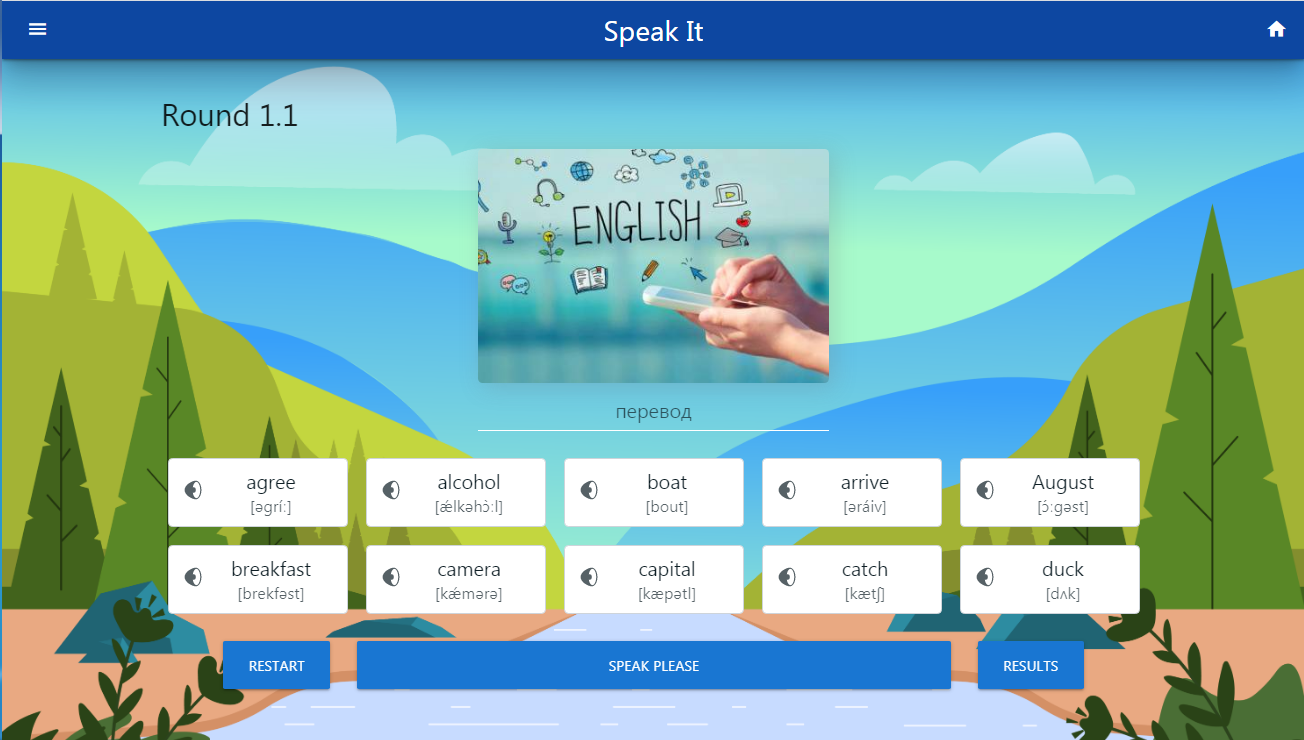 Speak It
Round 1.1
ENGLISH
перевод
agree
[əgríː]
alcohol
[ǽlkəhɔ̀ːl]
boat
[bout]
arrive
[əráiv]
August
[ɔ́ːgəst]
breakfast
[brekfəst]
camera
[kǽmərə]
capital
[kæpətl]
catch
[kætʃ]
duck
[dʌk]
RESTART
SPEAK PLEASE
RESULTS